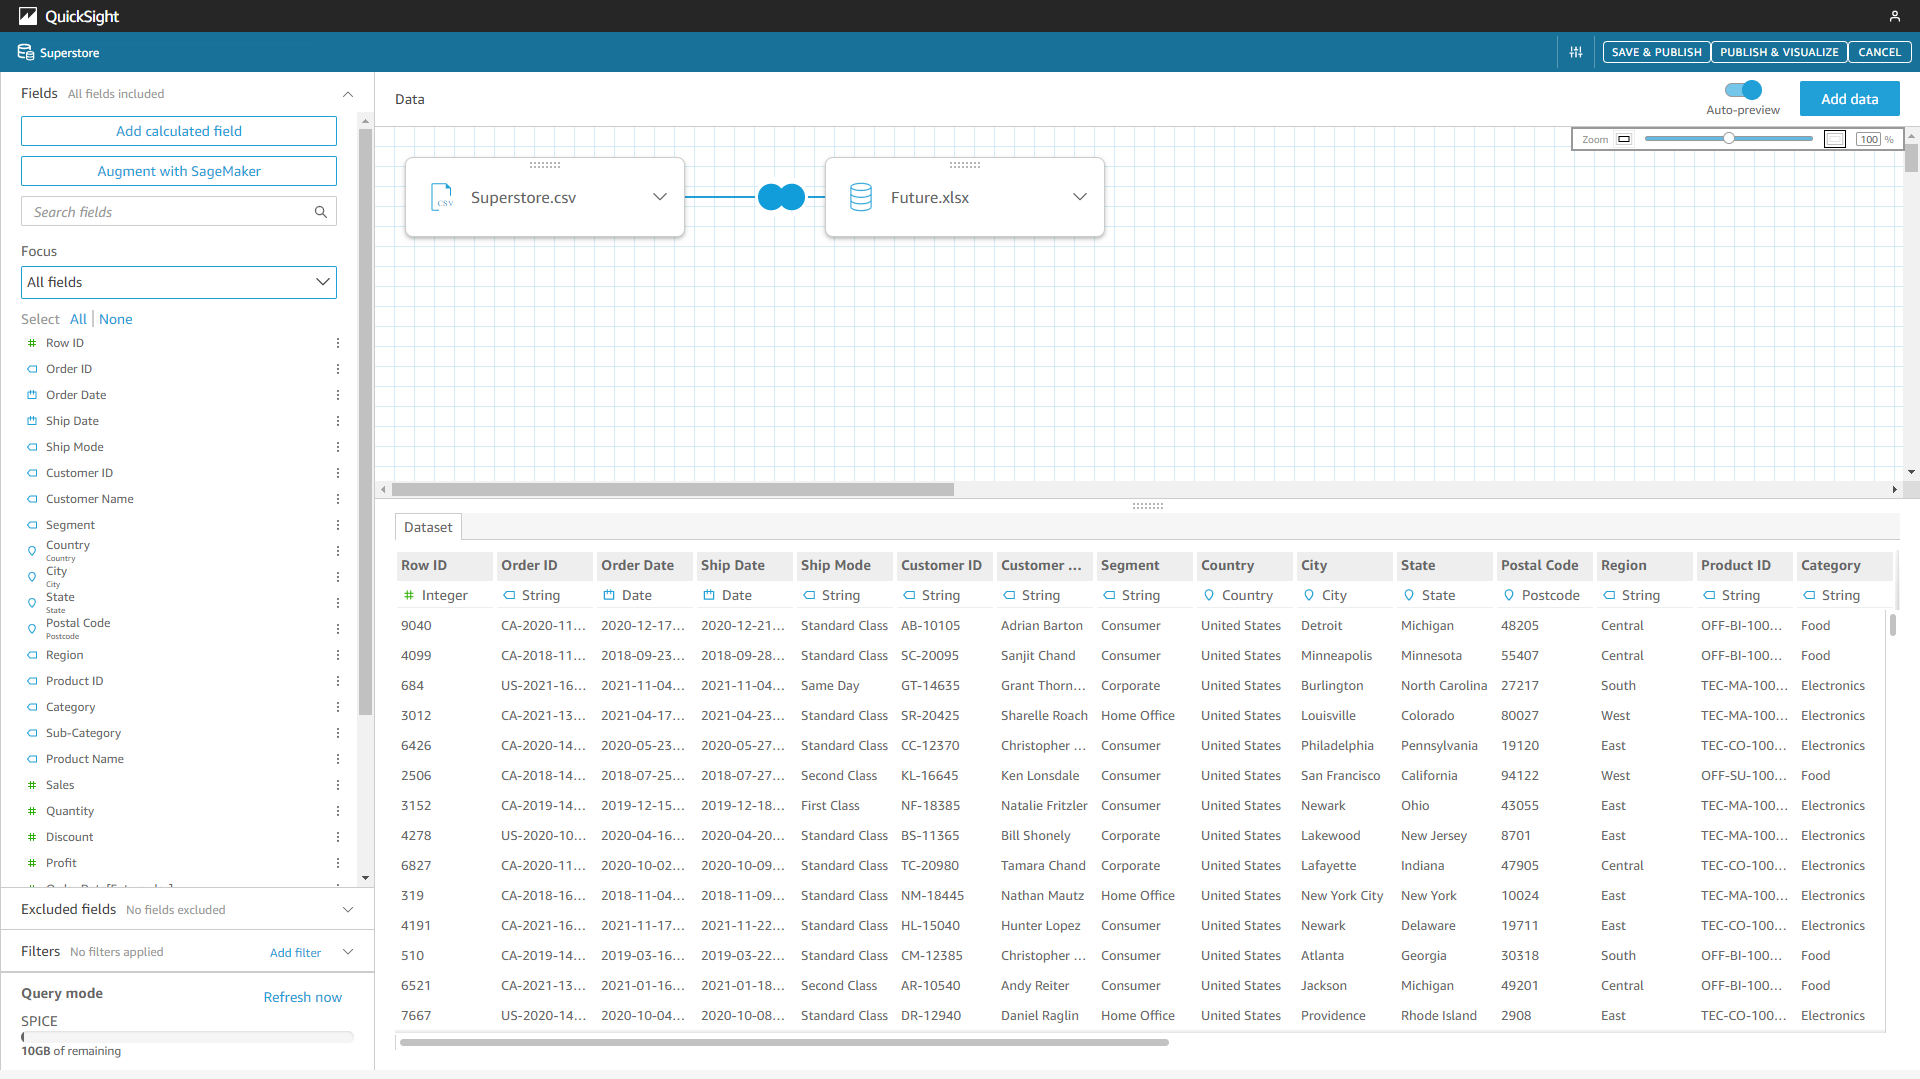 QuickSight
Superstore
SAVE & PUBLISH
PUBLISH & VISUALIZE
CANCEL
Fields All fields included
Add calculated field
Augment with SageMaker
Search fields
Focus
All fields
Select All | None
Row ID
Order ID
Order Date
Ship Date
Ship Mode
Customer ID
Customer Name
Segment
Country
Country
City
City
State
State
Postal Code
Postcode
Region
Product ID
Category
Sub-Category
Product Name
Sales
Quantity
Discount
Profit
Excluded fields No fields excluded
Filters No filters applied Add filter
Query mode Refresh now
SPICE
10GB of remaining
Data
Auto-preview
Add data
Zoom 100 %
CSV Superstore.csv
Future.xlsx
Dataset
Row ID Order ID Order Date Ship Date Ship Mode Customer ID Customer ... Segment Country City State Postal Code Region Product ID Category
# Integer String Date Date String String String String Country City State Postcode String String String
9040 CA-2020-11... 2020-12-17... 2020-12-21... Standard Class AB-10105 Adrian Barton Consumer United States Detroit Michigan 48205 Central OFF-BI-100... Food
4099 CA-2018-11... 2018-09-23... 2018-09-28... Standard Class SC-20095 Sanjit Chand Consumer United States Minneapolis Minnesota 55407 Central OFF-BI-100... Food
684 US-2021-16... 2021-11-04... 2021-11-04... Same Day GT-14635 Grant Thorn... Corporate United States Burlington North Carolina 27217 South TEC-MA-100... Electronics
3012 CA-2021-13... 2021-04-17... 2021-04-23... Standard Class SR-20425 Sharelle Roach Home Office United States Louisville Colorado 80027 West TEC-MA-100... Electronics
6426 CA-2020-14... 2020-05-23... 2020-05-27... Standard Class CC-12370 Christopher ... Consumer United States Philadelphia Pennsylvania 19120 East TEC-CO-100... Electronics
2506 CA-2018-14... 2018-07-25... 2018-07-27... Second Class KL-16645 Ken Lonsdale Consumer United States San Francisco California 94122 West OFF-SU-100... Food
3152 CA-2019-14... 2019-12-15... 2019-12-18... First Class NF-18385 Natalie Fritzler Consumer United States Newark Ohio 43055 East TEC-MA-100... Electronics
4278 US-2020-10... 2020-04-16... 2020-04-20... Standard Class BS-11365 Bill Shonely Corporate United States Lakewood New Jersey 8701 East TEC-MA-100... Electronics
6827 CA-2020-11... 2020-10-02... 2020-10-09... Standard Class TC-20980 Tamara Chand Corporate United States Lafayette Indiana 47905 Central TEC-CO-100... Electronics
319 CA-2018-16... 2018-11-04... 2018-11-09... Standard Class NM-18445 Nathan Mautz Home Office United States New York City New York 10024 East TEC-MA-100... Electronics
4191 CA-2021-16... 2021-11-17... 2021-11-22... Standard Class HL-15040 Hunter Lopez Consumer United States Newark Delaware 19711 East TEC-CO-100... Electronics
510 CA-2019-14... 2019-03-16... 2019-03-22... Standard Class CM-12385 Christopher ... Consumer United States Atlanta Georgia 30318 South OFF-BI-100... Food
6521 CA-2021-13... 2021-01-16... 2021-01-18... Second Class AR-10540 Andy Reiter Consumer United States Jackson Michigan 49201 Central OFF-BI-100... Food
7667 US-2020-14... 2020-10-04... 2020-10-08... Standard Class DR-12940 Daniel Raglin Home Office United States Providence Rhode Island 2908 East TEC-CO-100... Electronics